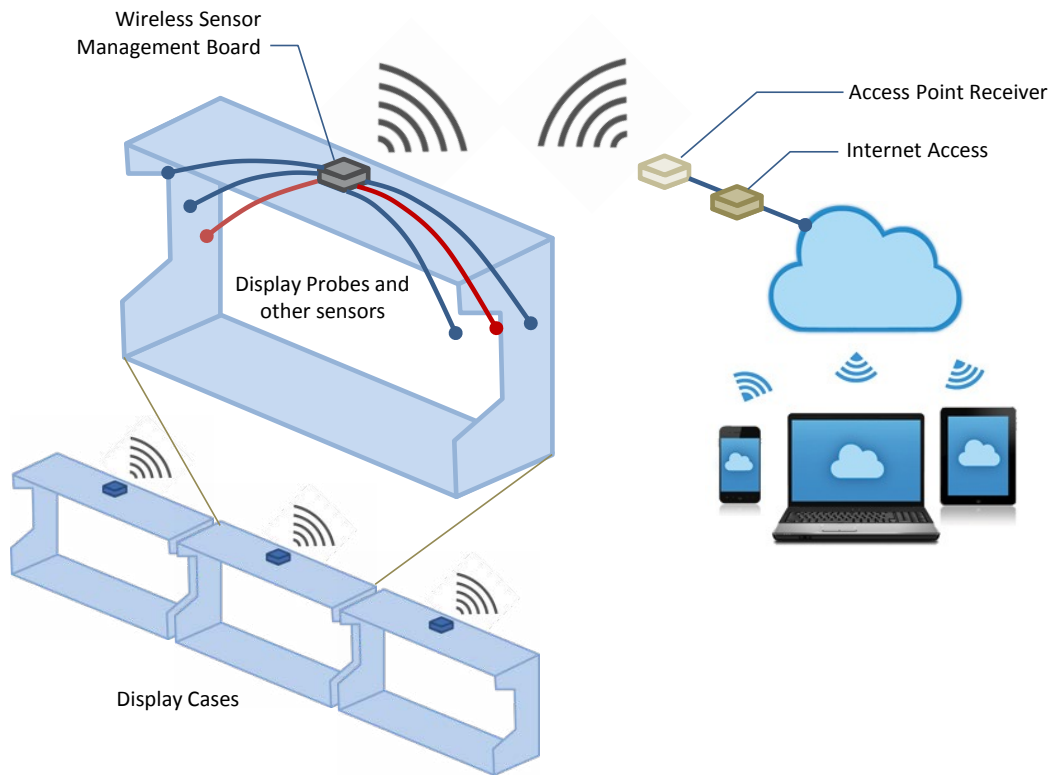 Wireless Sensor
Management Board
Access Point Receiver
Internet Access
Display Probes and
other sensors
Display Cases